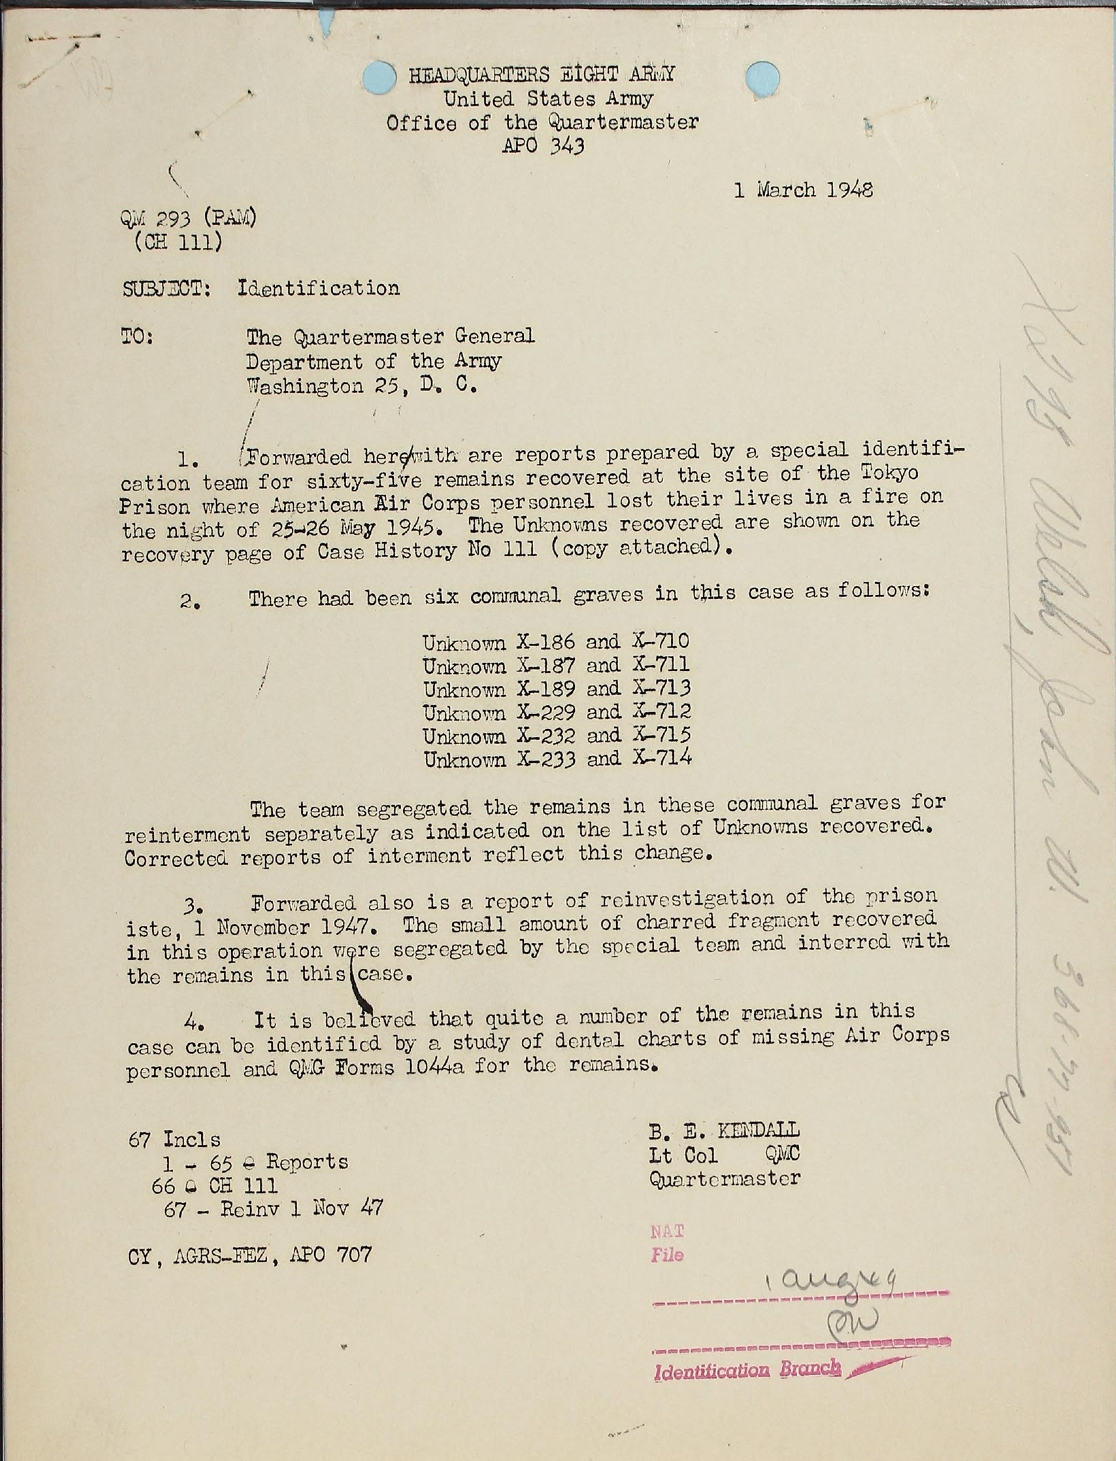 HEADQUARTERS EIGHT ARMY
United States Army
Office of the Quartermaster
APO 343
1 March 1948
QM 293 (PAM)
(CH 111)
SUBJECT: Identification
TO: The Quartermaster General
Department of the Army
Washington 25, D. C.
1. Forwarded herewith are reports prepared by a special identifi-
cation team for sixty-five remains recovered at the site of the Tokyo
Prison where American Air Corps personnel lost their lives in a fire on
the night of 25-26 May 1945. The Unknowns recovered are shown on the
recovery page of Case History No 111 (copy attached).
2. There had been six communal graves in this case as follows:
Unknown X-186 and X-710
Unknown X-187 and X-711
Unknown X-189 and X-713
Unknown X-229 and X-712
Unknown X-232 and X-715
Unknown X-233 and X-714
The team segregated the remains in these communal graves for
reinterment separately as indicated on the list of Unknowns recovered.
Corrected reports of interment reflect this change.
3. Forwarded also is a report of reinvestigation of the prison
iste, 1 November 1947. The small amount of charred fragment recovered
in this operation were segregated by the special team and interred with
the remains in this case.
4. It is believed that quite a number of the remains in this
case can be identified by a study of dental charts of missing Air Corps
personnel and QMG Forms 1044a for the remains.
67 Incls
1 - 65 - Reports
66 - CH 111
67 - Reinv 1 Nov 47
CY, AGRS-FEZ, APO 707
B. E. KENDALL
Lt Col QMC
Quartermaster
NAT
File
1 Aug 49
Identification Branch
Welsh, John W.